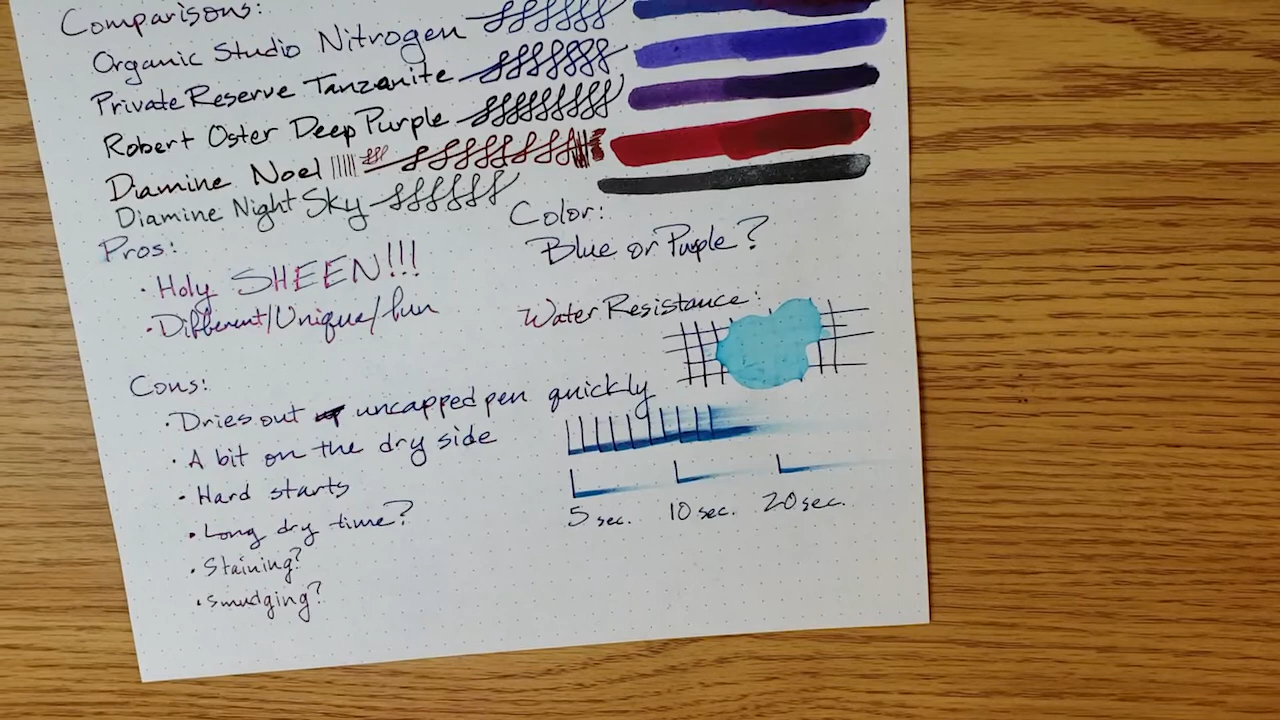 Comparisons:
Organic Studio Nitrogen
Private Reserve Tanzanite
Robert Oster Deep Purple
Diamine Noel
Diamine Night Sky
Pros:
· Holy SHEEN!!!
· Different/Unique/fun
Color:
Blue or Purple?
Water Resistance:
Cons:
· Dries out uncapped pen quickly
· A bit on the dry side
· Hard starts
· Long dry time?
· Staining?
· Smudging?
5 sec. 10 sec. 20 sec.